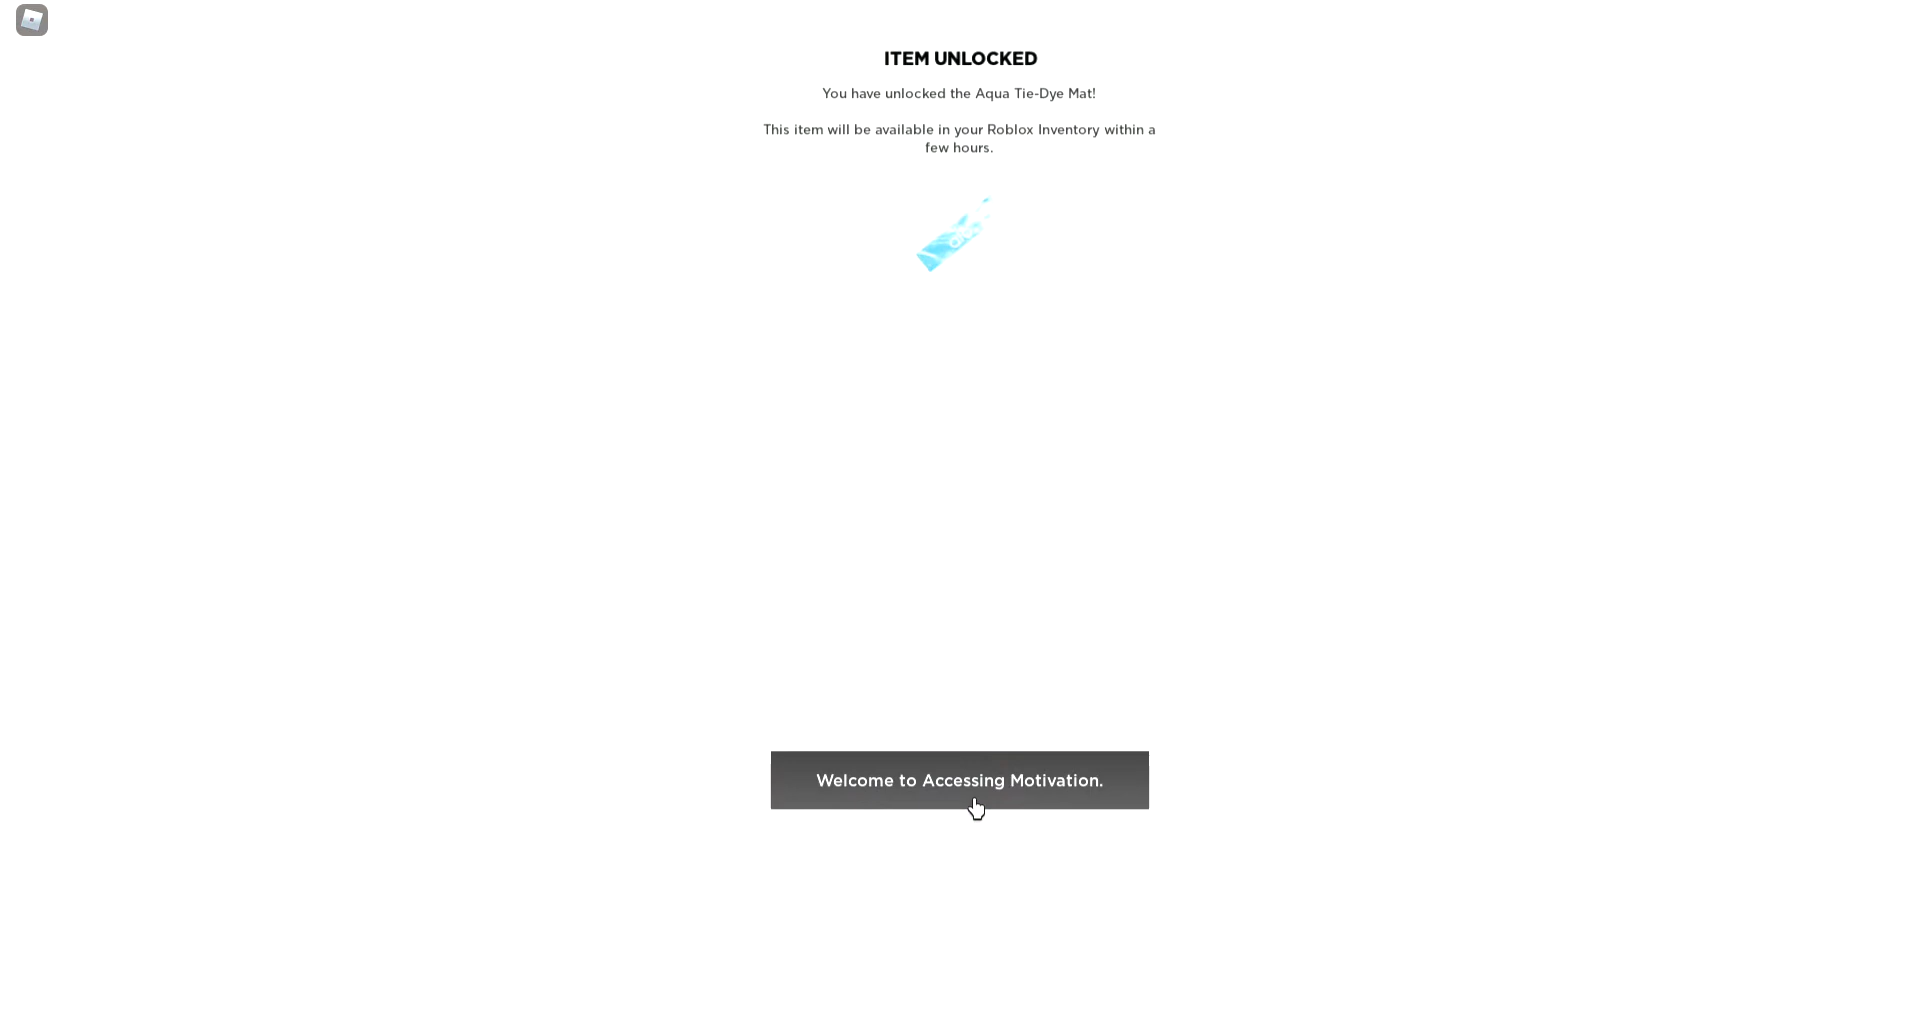 ITEM UNLOCKED
You have unlocked the Aqua Tie-Dye Mat!
This item will be available in your Roblox Inventory within a
few hours.
Welcome to Accessing Motivation.